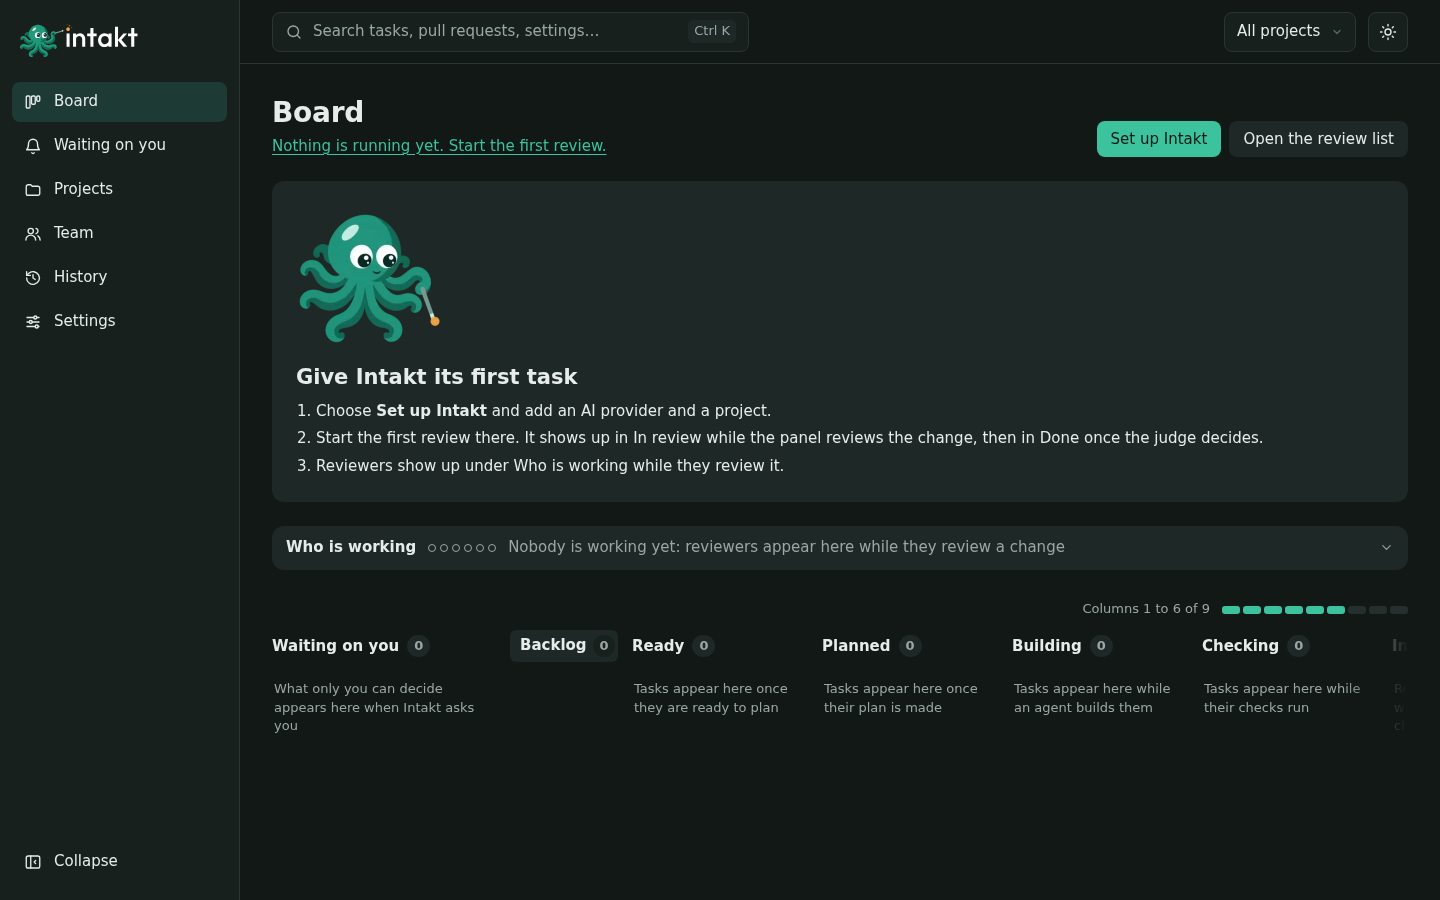 intakt
Search tasks, pull requests, settings…
Ctrl K
All projects
Board
Waiting on you
Projects
Team
History
Settings
Collapse
Board
Nothing is running yet. Start the first review.
Set up Intakt
Open the review list
Give Intakt its first task
1. Choose Set up Intakt and add an AI provider and a project.
2. Start the first review there. It shows up in In review while the panel reviews the change, then in Done once the judge decides.
3. Reviewers show up under Who is working while they review it.
Who is working
Nobody is working yet: reviewers appear here while they review a change
Columns 1 to 6 of 9
Waiting on you 0
What only you can decide
appears here when Intakt asks
you
Backlog 0
Ready 0
Tasks appear here once
they are ready to plan
Planned 0
Tasks appear here once
their plan is made
Building 0
Tasks appear here while
an agent builds them
Checking 0
Tasks appear here while
their checks run